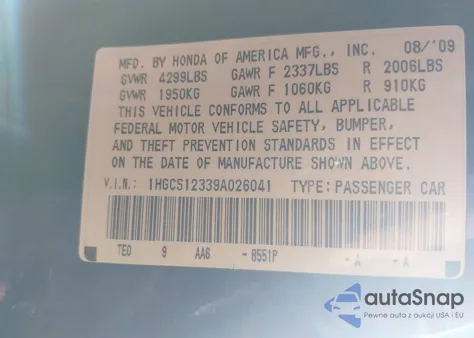 MFD. BY HONDA OF AMERICA MFG., INC. 08/'09
GVWR 4299LBS GAWR F 2337LBS R 2006LBS
GVWR 1950KG GAWR F 1060KG R 910KG
THIS VEHICLE CONFORMS TO ALL APPLICABLE
FEDERAL MOTOR VEHICLE SAFETY, BUMPER,
AND THEFT PREVENTION STANDARDS IN EFFECT
ON THE DATE OF MANUFACTURE SHOWN ABOVE.
V.I.N.: 1HGCS12339A026041 TYPE: PASSENGER CAR
TE0 9 AA6 - B551P - A - A
autaSnap
Pewne auta z aukcji USA i EU